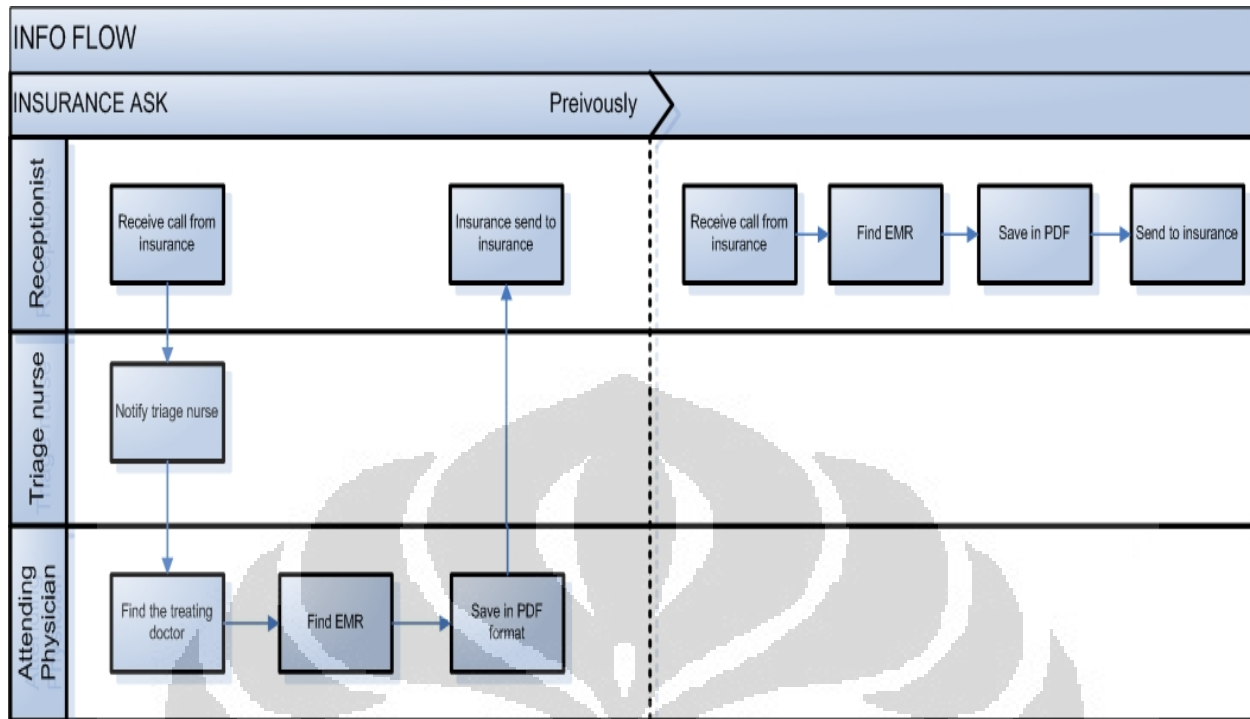 INFO FLOW
INSURANCE ASK
Preivously
Receptionist
Receive call from
insurance
Insurance send to
insurance
Receive call from
insurance
Find EMR
Save in PDF
Send to insurance
Triage nurse
Notify triage nurse
Attending
Physician
Find the treating
doctor
Find EMR
Save in PDF
format